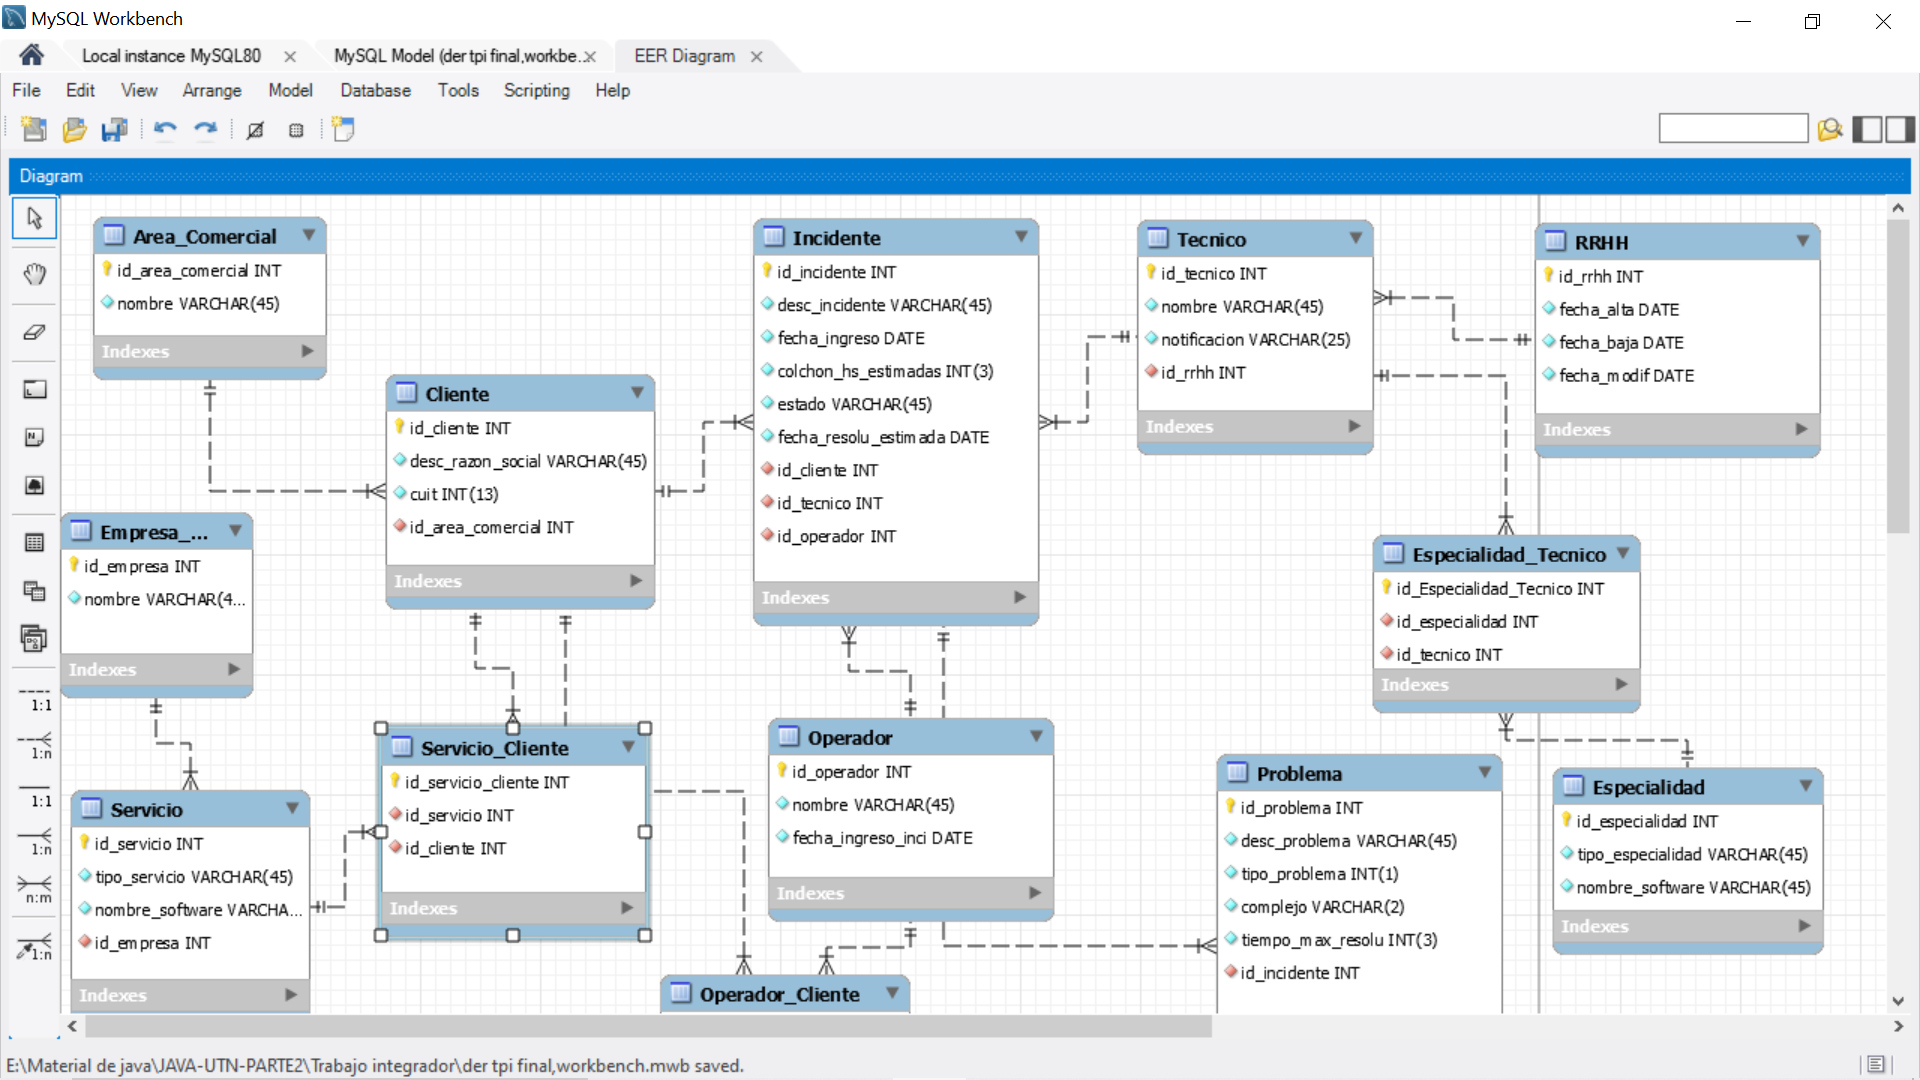 MySQL Workbench
Local instance MySQL80
MySQL Model (der tpi final,workbe...
EER Diagram
File Edit View Arrange Model Database Tools Scripting Help
Diagram
Area_Comercial
id_area_comercial INT
nombre VARCHAR(45)
Indexes
Cliente
id_cliente INT
desc_razon_social VARCHAR(45)
cuit INT(13)
id_area_comercial INT
Indexes
Incidente
id_incidente INT
desc_incidente VARCHAR(45)
fecha_ingreso DATE
colchon_hs_estimadas INT(3)
estado VARCHAR(45)
fecha_resolu_estimada DATE
id_cliente INT
id_tecnico INT
id_operador INT
Indexes
Tecnico
id_tecnico INT
nombre VARCHAR(45)
notificacion VARCHAR(25)
id_rrhh INT
Indexes
RRHH
id_rrhh INT
fecha_alta DATE
fecha_baja DATE
fecha_modif DATE
Indexes
Empresa_...
id_empresa INT
nombre VARCHAR(4...
Indexes
Especialidad_Tecnico
id_Especialidad_Tecnico INT
id_especialidad INT
id_tecnico INT
Indexes
Servicio_Cliente
id_servicio_cliente INT
id_servicio INT
id_cliente INT
Indexes
Operador
id_operador INT
nombre VARCHAR(45)
fecha_ingreso_inci DATE
Indexes
Problema
id_problema INT
desc_problema VARCHAR(45)
tipo_problema INT(1)
complejo VARCHAR(2)
tiempo_max_resolu INT(3)
id_incidente INT
Especialidad
id_especialidad INT
tipo_especialidad VARCHAR(45)
nombre_software VARCHAR(45)
Indexes
Servicio
id_servicio INT
tipo_servicio VARCHAR(45)
nombre_software VARCHA...
id_empresa INT
Indexes
Operador_Cliente
1:1
1:n
1:1
1:n
n:m
1:n
E:\Material de java\JAVA-UTN-PARTE2\Trabajo integrador\der tpi final,workbench.mwb saved.